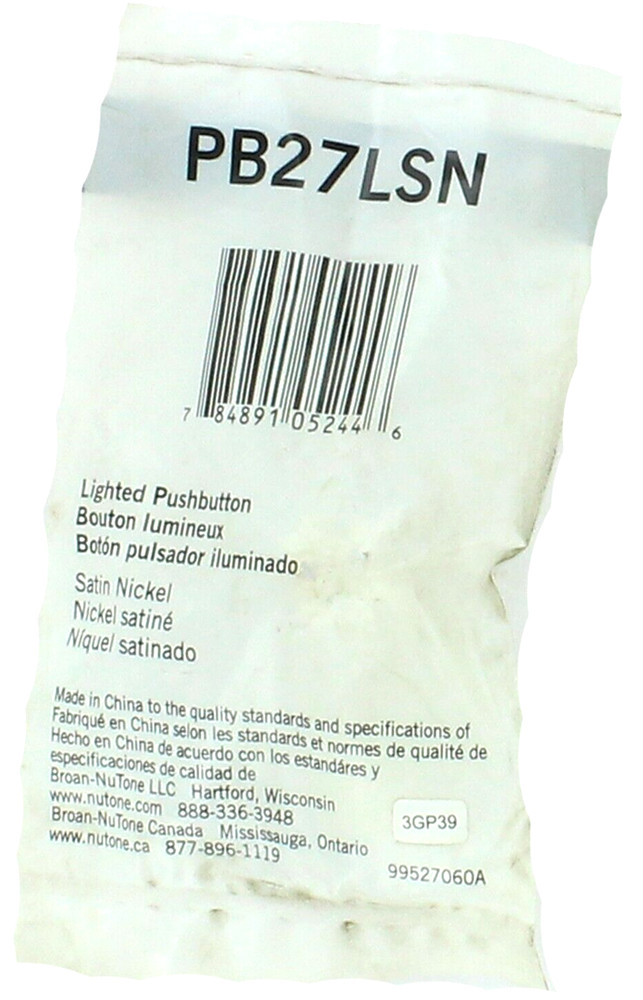 PB27LSN
7 84891 05244 6
Lighted Pushbutton
Bouton lumineux
Botón pulsador iluminado
Satin Nickel
Nickel satiné
Níquel satinado
Made in China to the quality standards and specifications of
Fabriqué en China selon les standards et normes de qualité de
Hecho en China de acuerdo con los estandáres y
especificaciones de calidad de
Broan-NuTone LLC Hartford, Wisconsin
www.nutone.com 888-336-3948
Broan-NuTone Canada Mississauga, Ontario
www.nutone.ca 877-896-1119
3GP39
99527060A